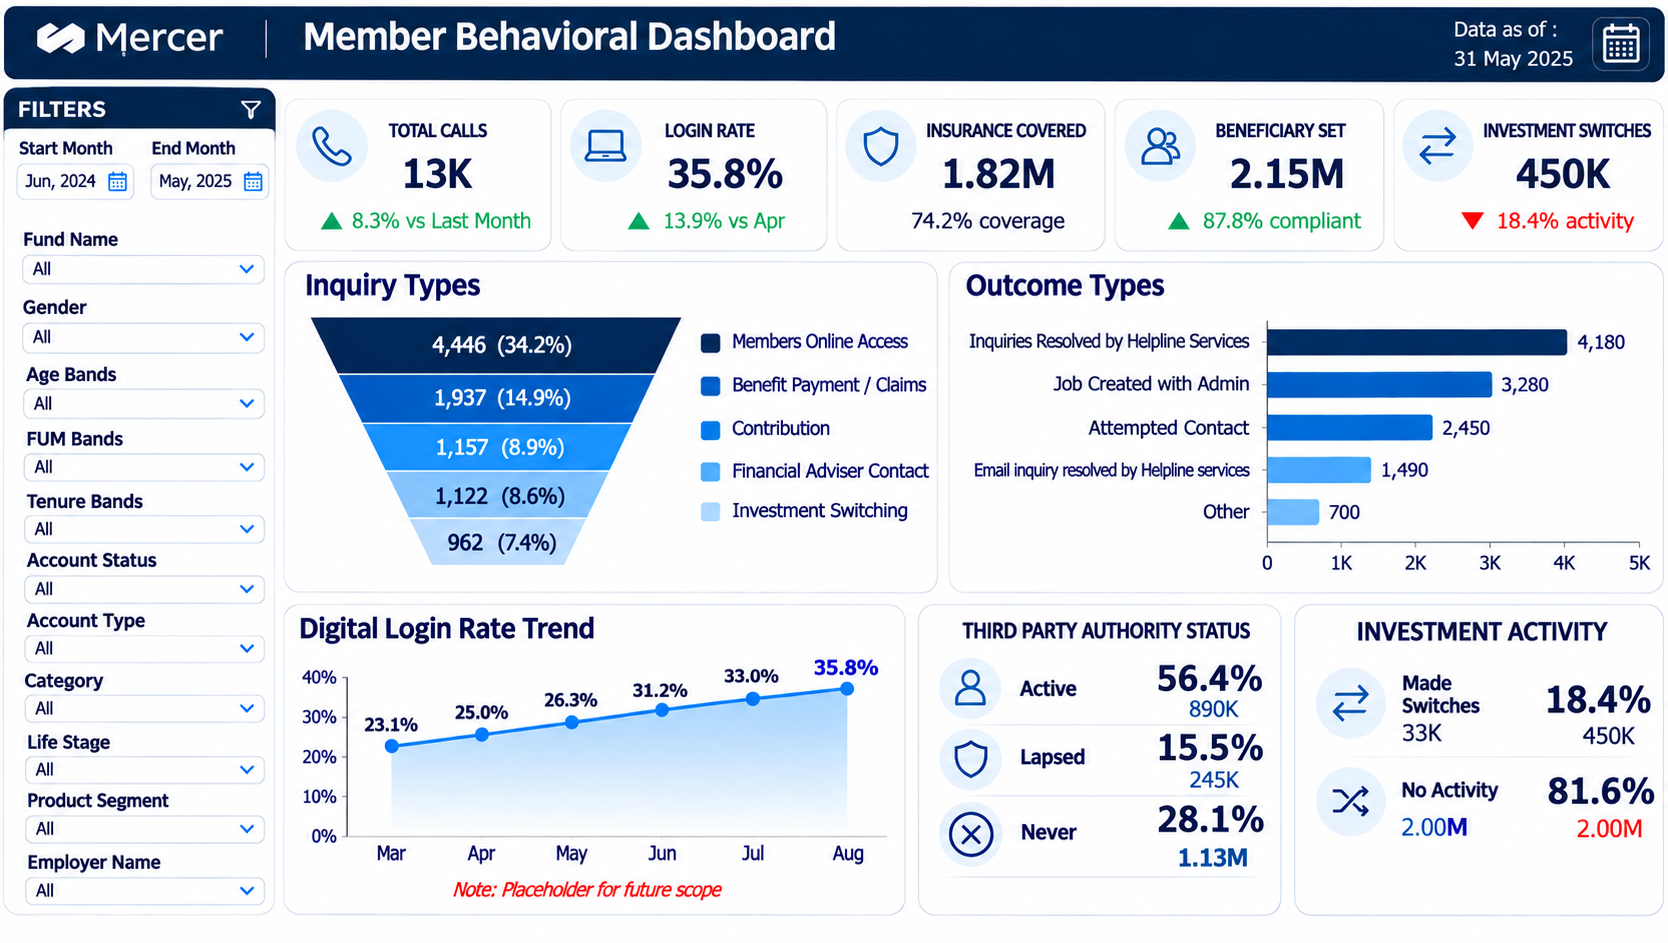 Mercer
Member Behavioral Dashboard
Data as of :
31 May 2025
FILTERS
Start Month
End Month
Jun, 2024
May, 2025
Fund Name
All
Gender
All
Age Bands
All
FUM Bands
All
Tenure Bands
All
Account Status
All
Account Type
All
Category
All
Life Stage
All
Product Segment
All
Employer Name
All
TOTAL CALLS
13K
▲ 8.3% vs Last Month
LOGIN RATE
35.8%
▲ 13.9% vs Apr
INSURANCE COVERED
1.82M
74.2% coverage
BENEFICIARY SET
2.15M
▲ 87.8% compliant
INVESTMENT SWITCHES
450K
▼ 18.4% activity
Inquiry Types
4,446 (34.2%)
1,937 (14.9%)
1,157 (8.9%)
1,122 (8.6%)
962 (7.4%)
Members Online Access
Benefit Payment / Claims
Contribution
Financial Adviser Contact
Investment Switching
Outcome Types
Inquiries Resolved by Helpline Services 4,180
Job Created with Admin 3,280
Attempted Contact 2,450
Email inquiry resolved by Helpline services 1,490
Other 700
0 1K 2K 3K 4K 5K
Digital Login Rate Trend
40%
30%
20%
10%
0%
23.1%
25.0%
26.3%
31.2%
33.0%
35.8%
Mar Apr May Jun Jul Aug
Note: Placeholder for future scope
THIRD PARTY AUTHORITY STATUS
Active
56.4%
890K
Lapsed
15.5%
245K
Never
28.1%
1.13M
INVESTMENT ACTIVITY
Made
Switches
33K
18.4%
450K
No Activity
2.00M
81.6%
2.00M